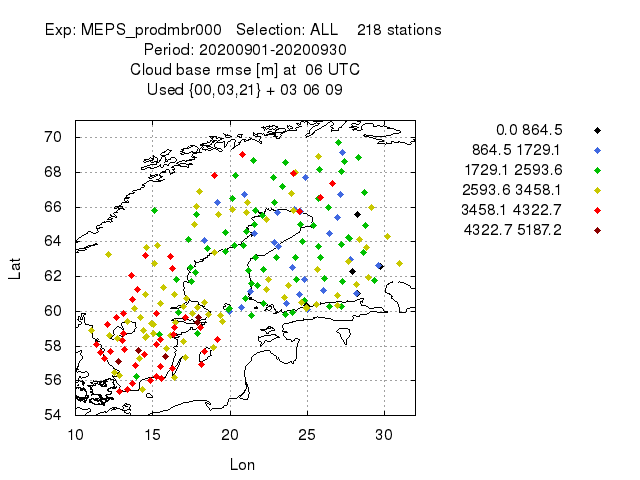 Exp: MEPS_prodmbr000 Selection: ALL 218 stations
Period: 20200901-20200930
Cloud base rmse [m] at 06 UTC
Used {00,03,21} + 03 06 09
0.0 864.5
864.5 1729.1
1729.1 2593.6
2593.6 3458.1
3458.1 4322.7
4322.7 5187.2
70
68
66
64
62
60
58
56
54
Lat
10 15 20 25 30
Lon